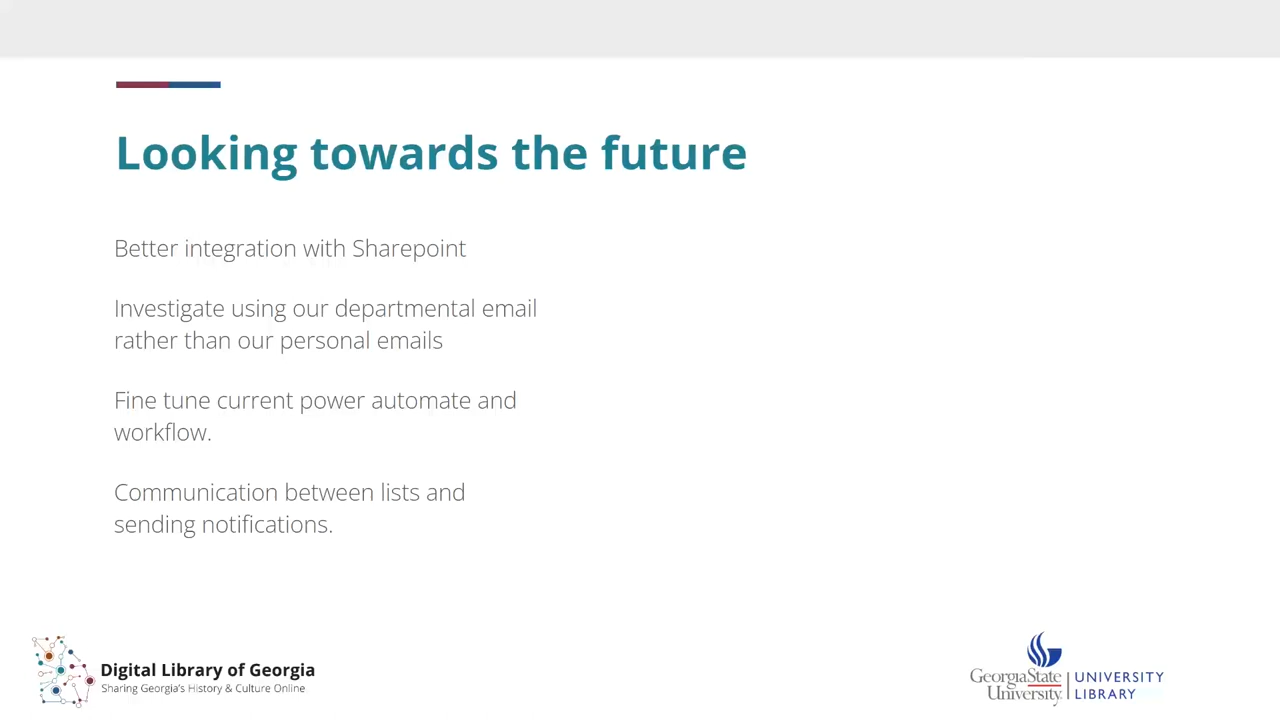 Looking towards the future
Better integration with Sharepoint
Investigate using our departmental email
rather than our personal emails
Fine tune current power automate and
workflow.
Communication between lists and
sending notifications.
Digital Library of Georgia
Sharing Georgia's History & Culture Online
GeorgiaState
University
UNIVERSITY
LIBRARY